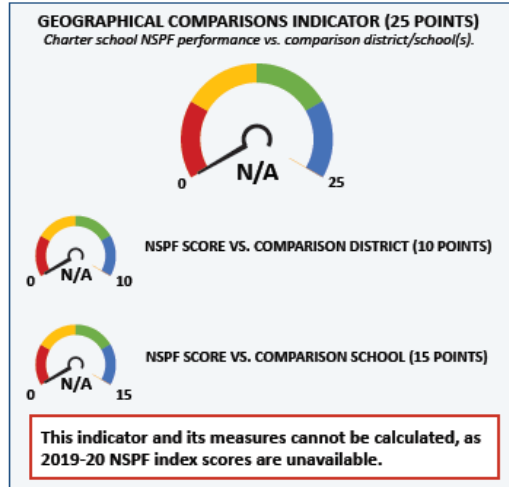 GEOGRAPHICAL COMPARISONS INDICATOR (25 POINTS)
Charter school NSPF performance vs. comparison district/school(s).
N/A
0
25
NSPF SCORE VS. COMPARISON DISTRICT (10 POINTS)
N/A
0
10
NSPF SCORE VS. COMPARISON SCHOOL (15 POINTS)
N/A
0
15
This indicator and its measures cannot be calculated, as
2019-20 NSPF index scores are unavailable.